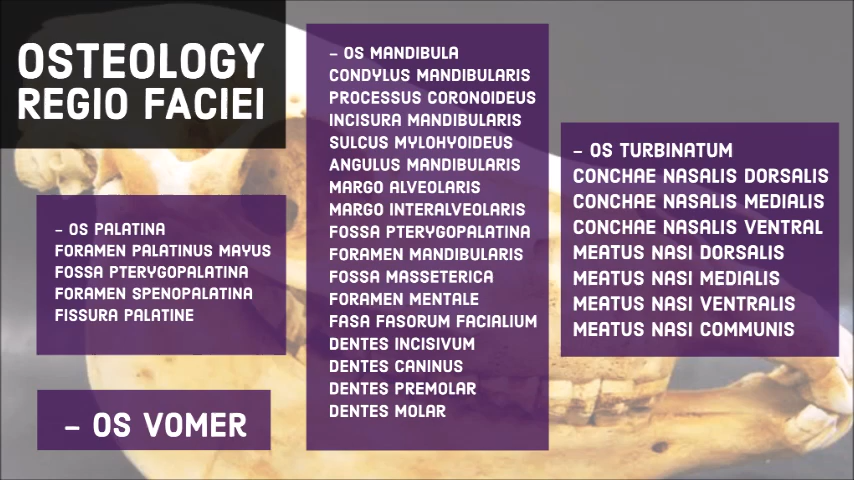 OSTEOLOGY
REGIO FACIEI
– OS PALATINA
FORAMEN PALATINUS MAYUS
FOSSA PTERYGOPALATINA
FORAMEN SPENOPALATINA
FISSURA PALATINE
– OS VOMER
– OS MANDIBULA
CONDYLUS MANDIBULARIS
PROCESSUS CORONOIDEUS
INCISURA MANDIBULARIS
SULCUS MYLOHYOIDEUS
ANGULUS MANDIBULARIS
MARGO ALVEOLARIS
MARGO INTERALVEOLARIS
FOSSA PTERYGOPALATINA
FORAMEN MANDIBULARIS
FOSSA MASSETERICA
FORAMEN MENTALE
FASA FASORUM FACIALIUM
DENTES INCISIVUM
DENTES CANINUS
DENTES PREMOLAR
DENTES MOLAR
– OS TURBINATUM
CONCHAE NASALIS DORSALIS
CONCHAE NASALIS MEDIALIS
CONCHAE NASALIS VENTRAL
MEATUS NASI DORSALIS
MEATUS NASI MEDIALIS
MEATUS NASI VENTRALIS
MEATUS NASI COMMUNIS